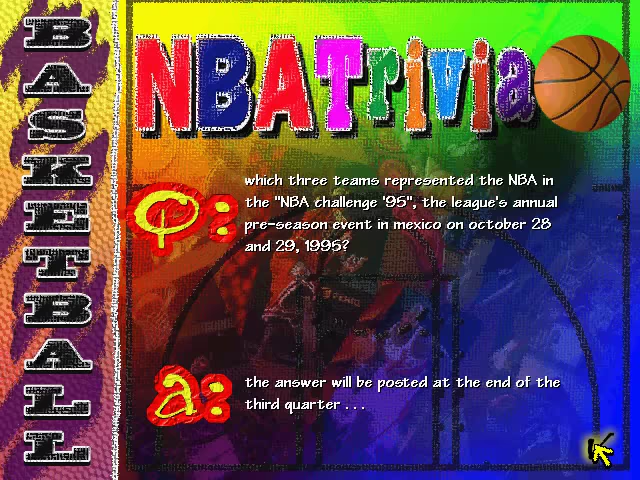 BASKETBALL
NBA Trivia
Q:
which three teams represented the NBA in
the "NBA challenge '95", the league's annual
pre-season event in mexico on october 28
and 29, 1995?
a:
the answer will be posted at the end of the
third quarter . . .